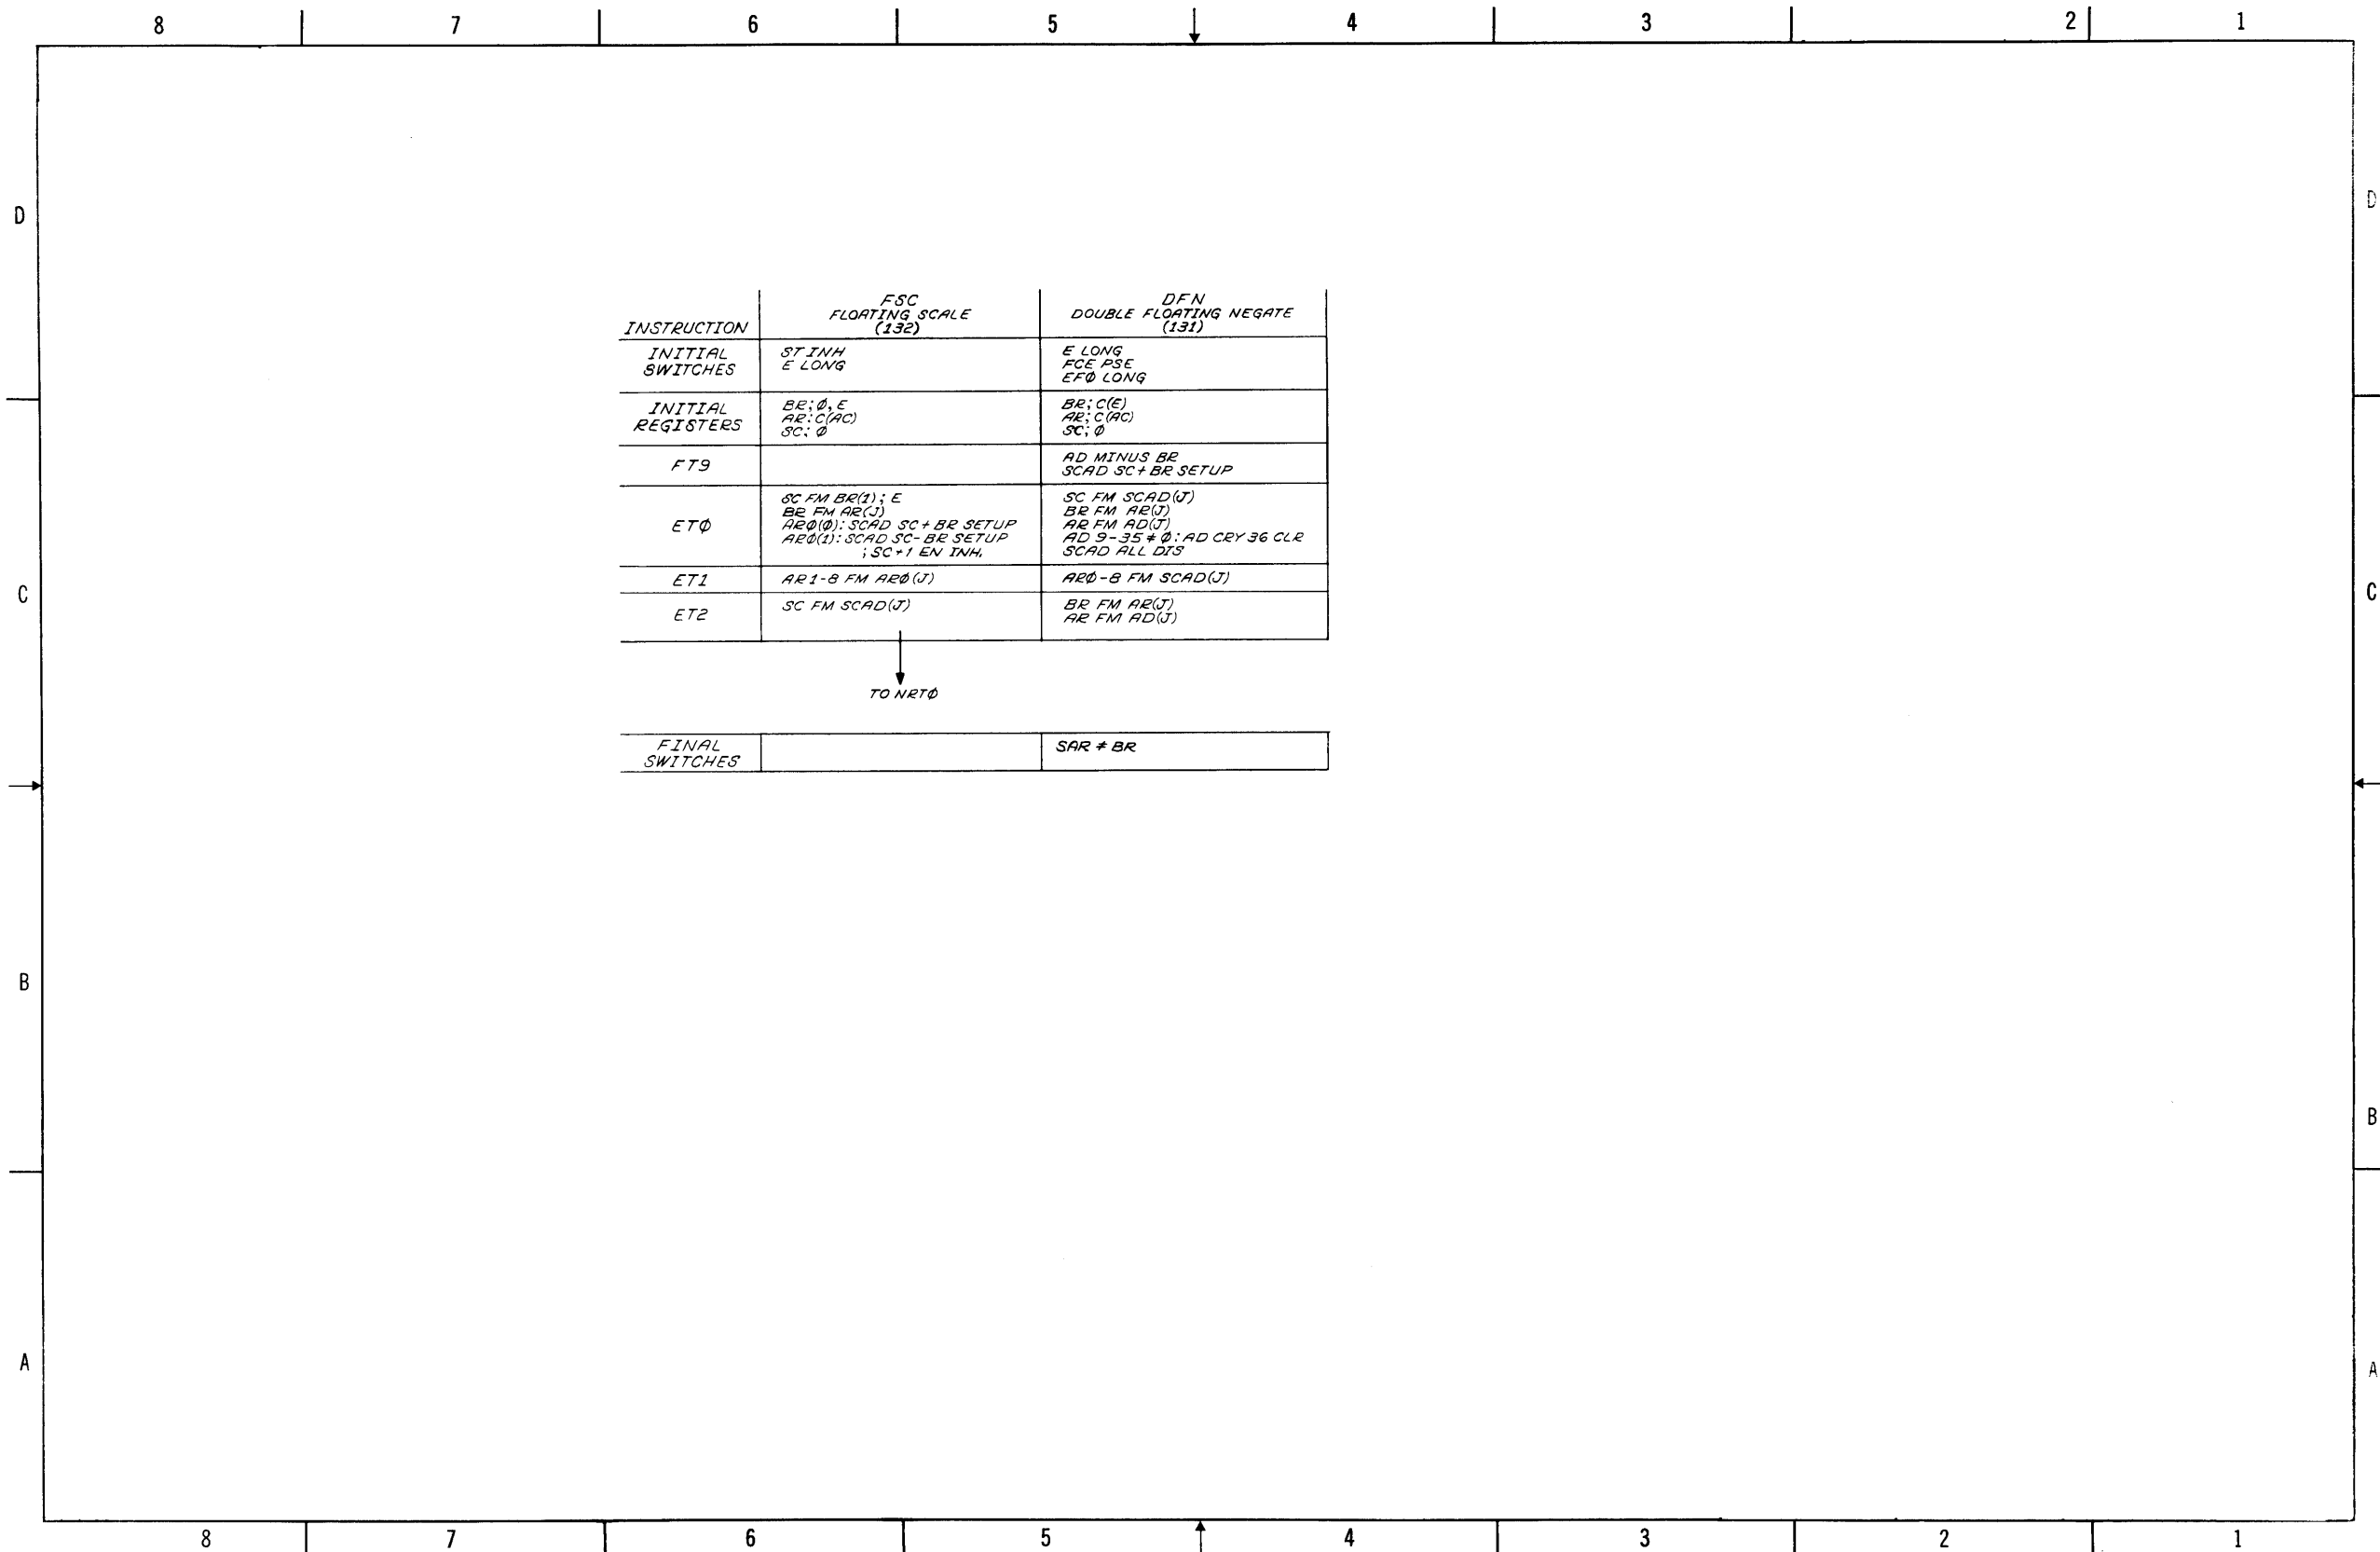 8 7 6 5 4 3 2 1
D D
INSTRUCTION
FSC
FLOATING SCALE
(132)
DFN
DOUBLE FLOATING NEGATE
(131)
INITIAL
SWITCHES
ST INH
E LONG
E LONG
FCE PSE
EFØ LONG
INITIAL
REGISTERS
BR; Ø, E
AR: C(AC)
SC; Ø
BR; C(E)
AR; C(AC)
SC; Ø
FT9
AD MINUS BR
SCAD SC + BR SETUP
ETØ
SC FM BR(1); E
BR FM AR(J)
ARØ(Ø): SCAD SC + BR SETUP
ARØ(1): SCAD SC - BR SETUP
; SC+1 EN INH.
SC FM SCAD(J)
BR FM AR(J)
AR FM AD(J)
AD 9-35 ≠ Ø: AD CRY 36 CLR
SCAD ALL DIS
ET1
AR 1-8 FM ARØ(J)
ARØ-8 FM SCAD(J)
ET2
SC FM SCAD(J)
BR FM AR(J)
AR FM AD(J)
C C
TO NRTØ
FINAL
SWITCHES
SAR ≠ BR
B B
A A
8 7 6 5 4 3 2 1